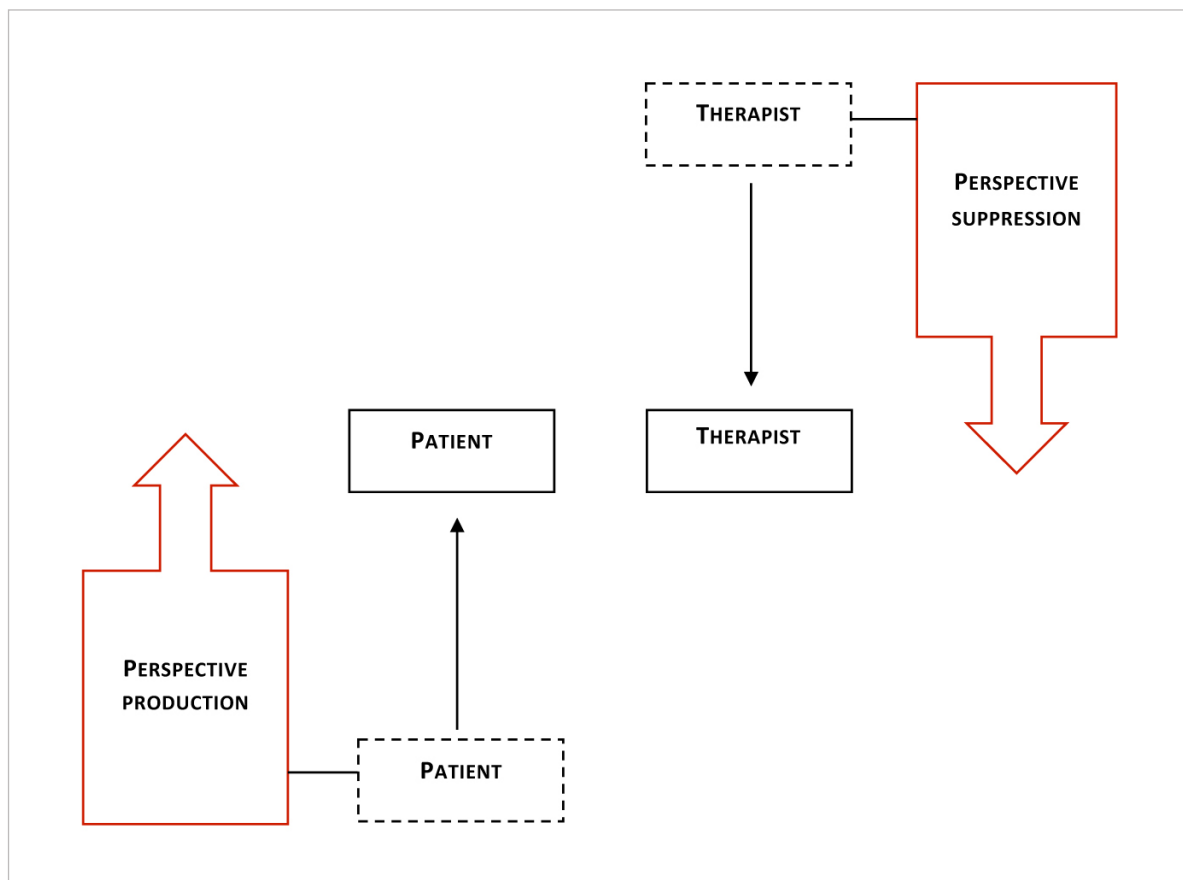 THERAPIST
PERSPECTIVE
SUPPRESSION
PATIENT
THERAPIST
PERSPECTIVE
PRODUCTION
PATIENT